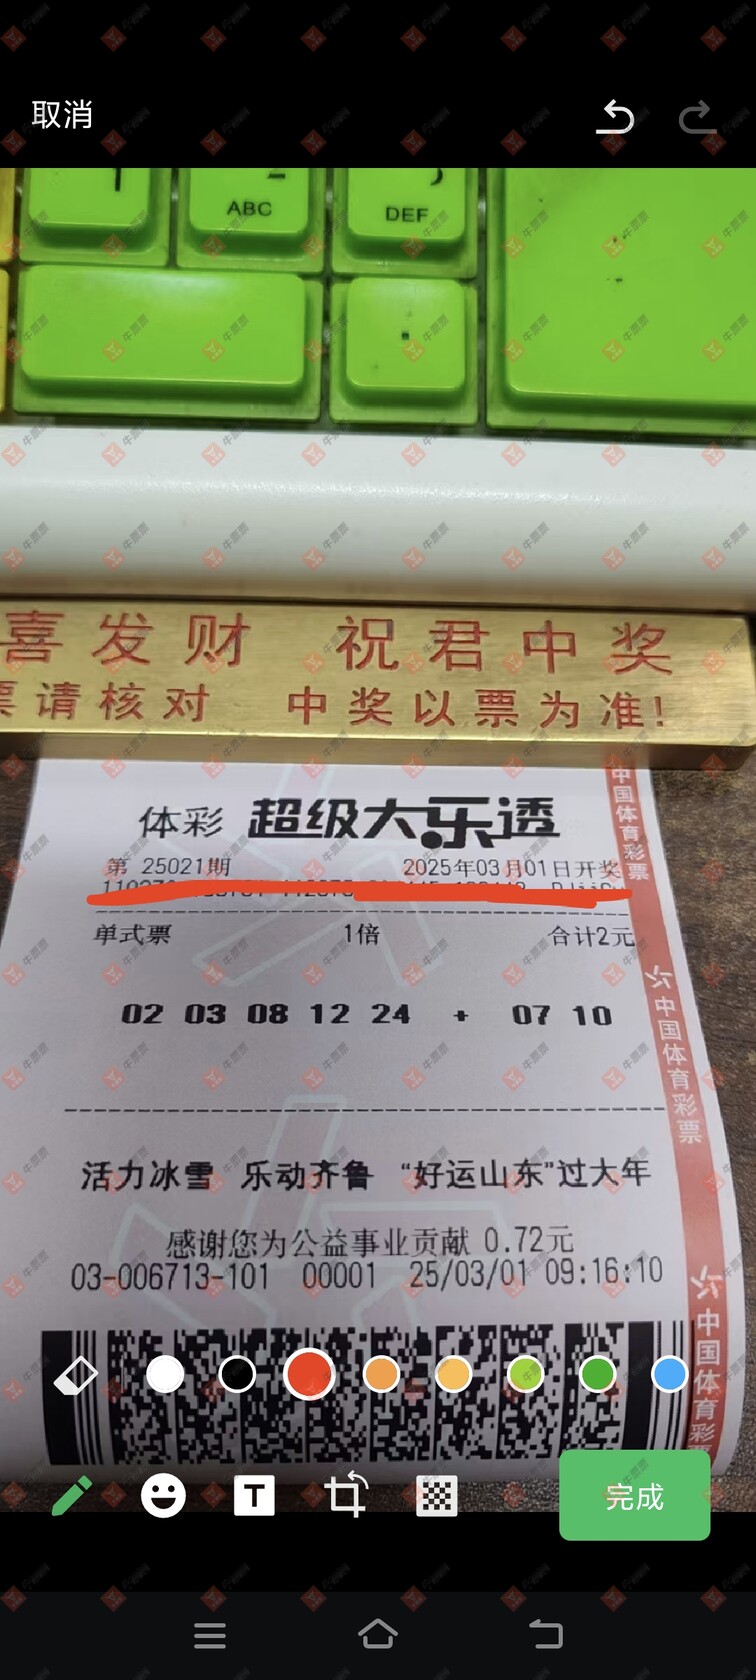 取消
ABC
DEF
喜发财 祝君中奖
票请核对 中奖以票为准!
体彩 超级大乐透
第 25021期 2025年03月01日开奖
单式票 1倍 合计2元
02 03 08 12 24 + 07 10
活力冰雪 乐动齐鲁 “好运山东”过大年
感谢您为公益事业贡献 0.72元
03-006713-101 00001 25/03/01 09:16:10
中国体育彩票
中国体育彩票
中国体育彩票
T
完成
牛票票